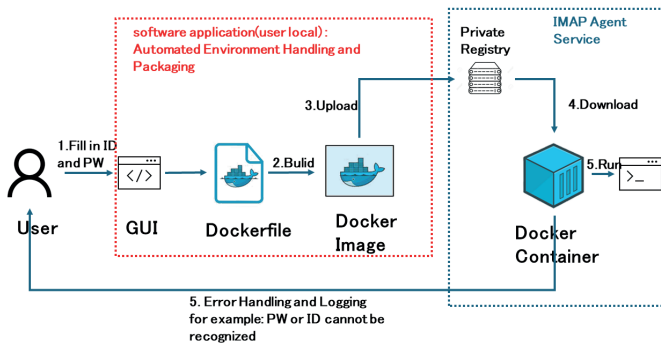 software application(user local) :
Automated Environment Handling and
Packaging
IMAP Agent
Service
Private
Registry
1.Fill in ID
and PW
2.Bulid
3.Upload
4.Download
5.Run
</>
>_
User
GUI
Dockerfile
Docker
Image
Docker
Container
5. Error Handling and Logging
for example: PW or ID cannot be
recognized